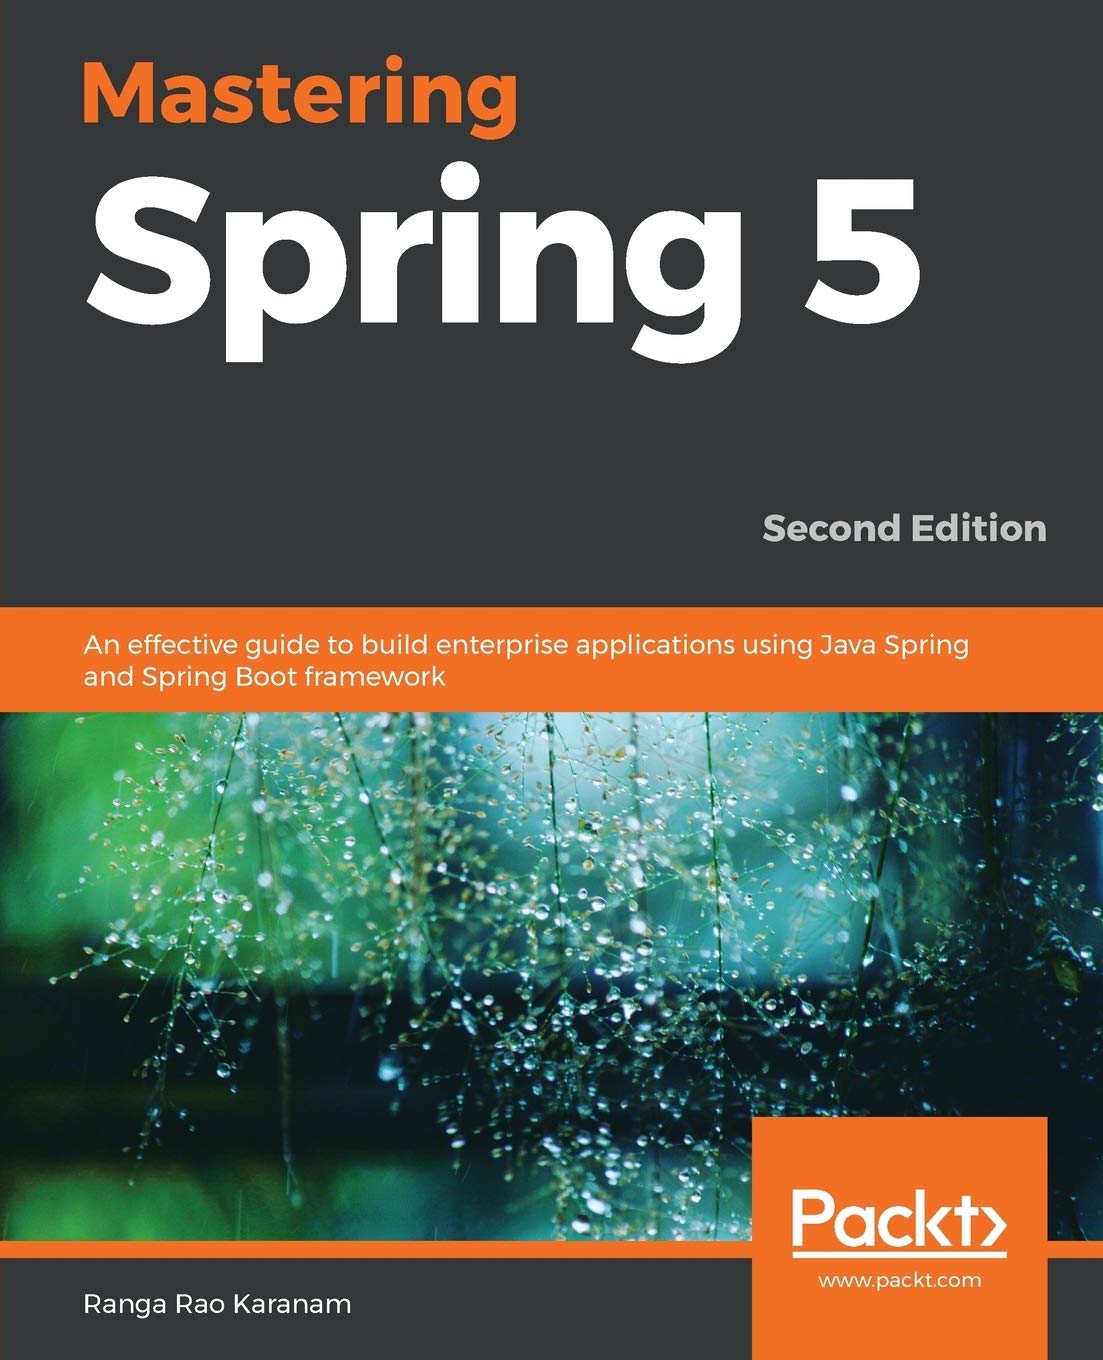 Mastering
Spring 5
Second Edition
An effective guide to build enterprise applications using Java Spring
and Spring Boot framework
Packt>
www.packt.com
Ranga Rao Karanam